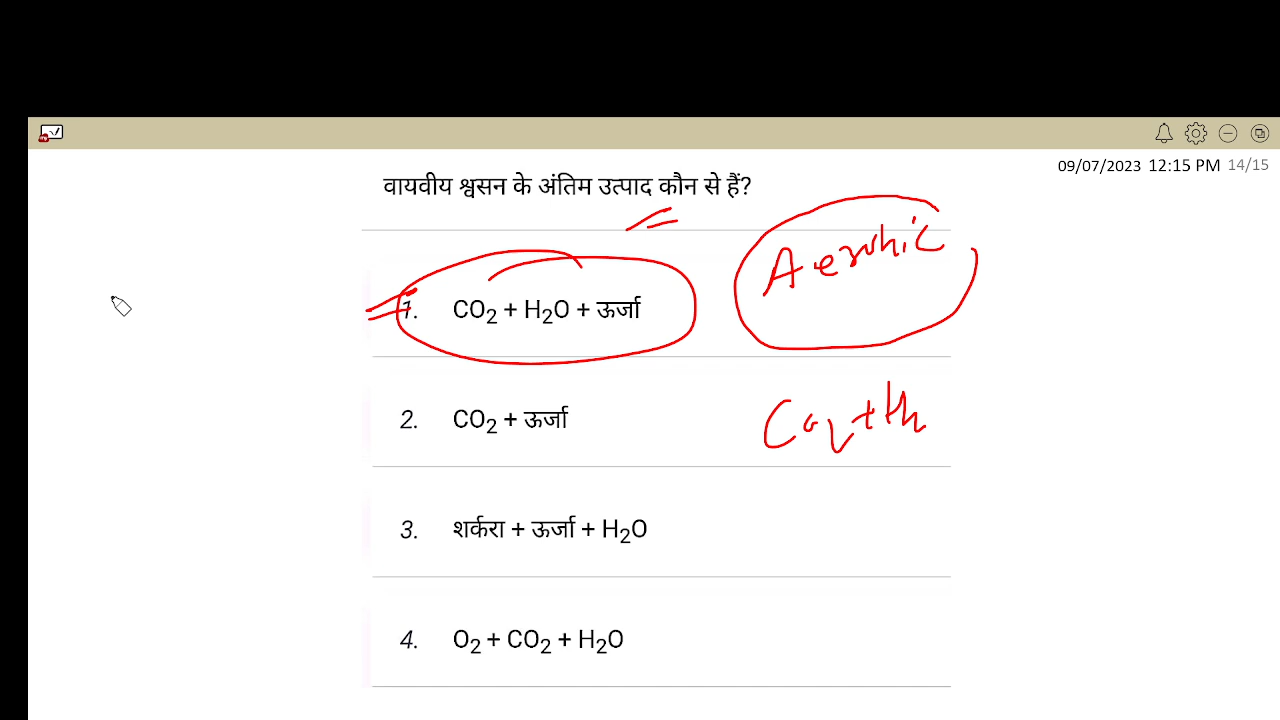 09/07/2023 12:15 PM 14/15
वायवीय श्वसन के अंतिम उत्पाद कौन से हैं?
Aerobic
1. CO₂ + H₂O + ऊर्जा
2. CO₂ + ऊर्जा
3. शर्करा + ऊर्जा + H₂O
4. O₂ + CO₂ + H₂O